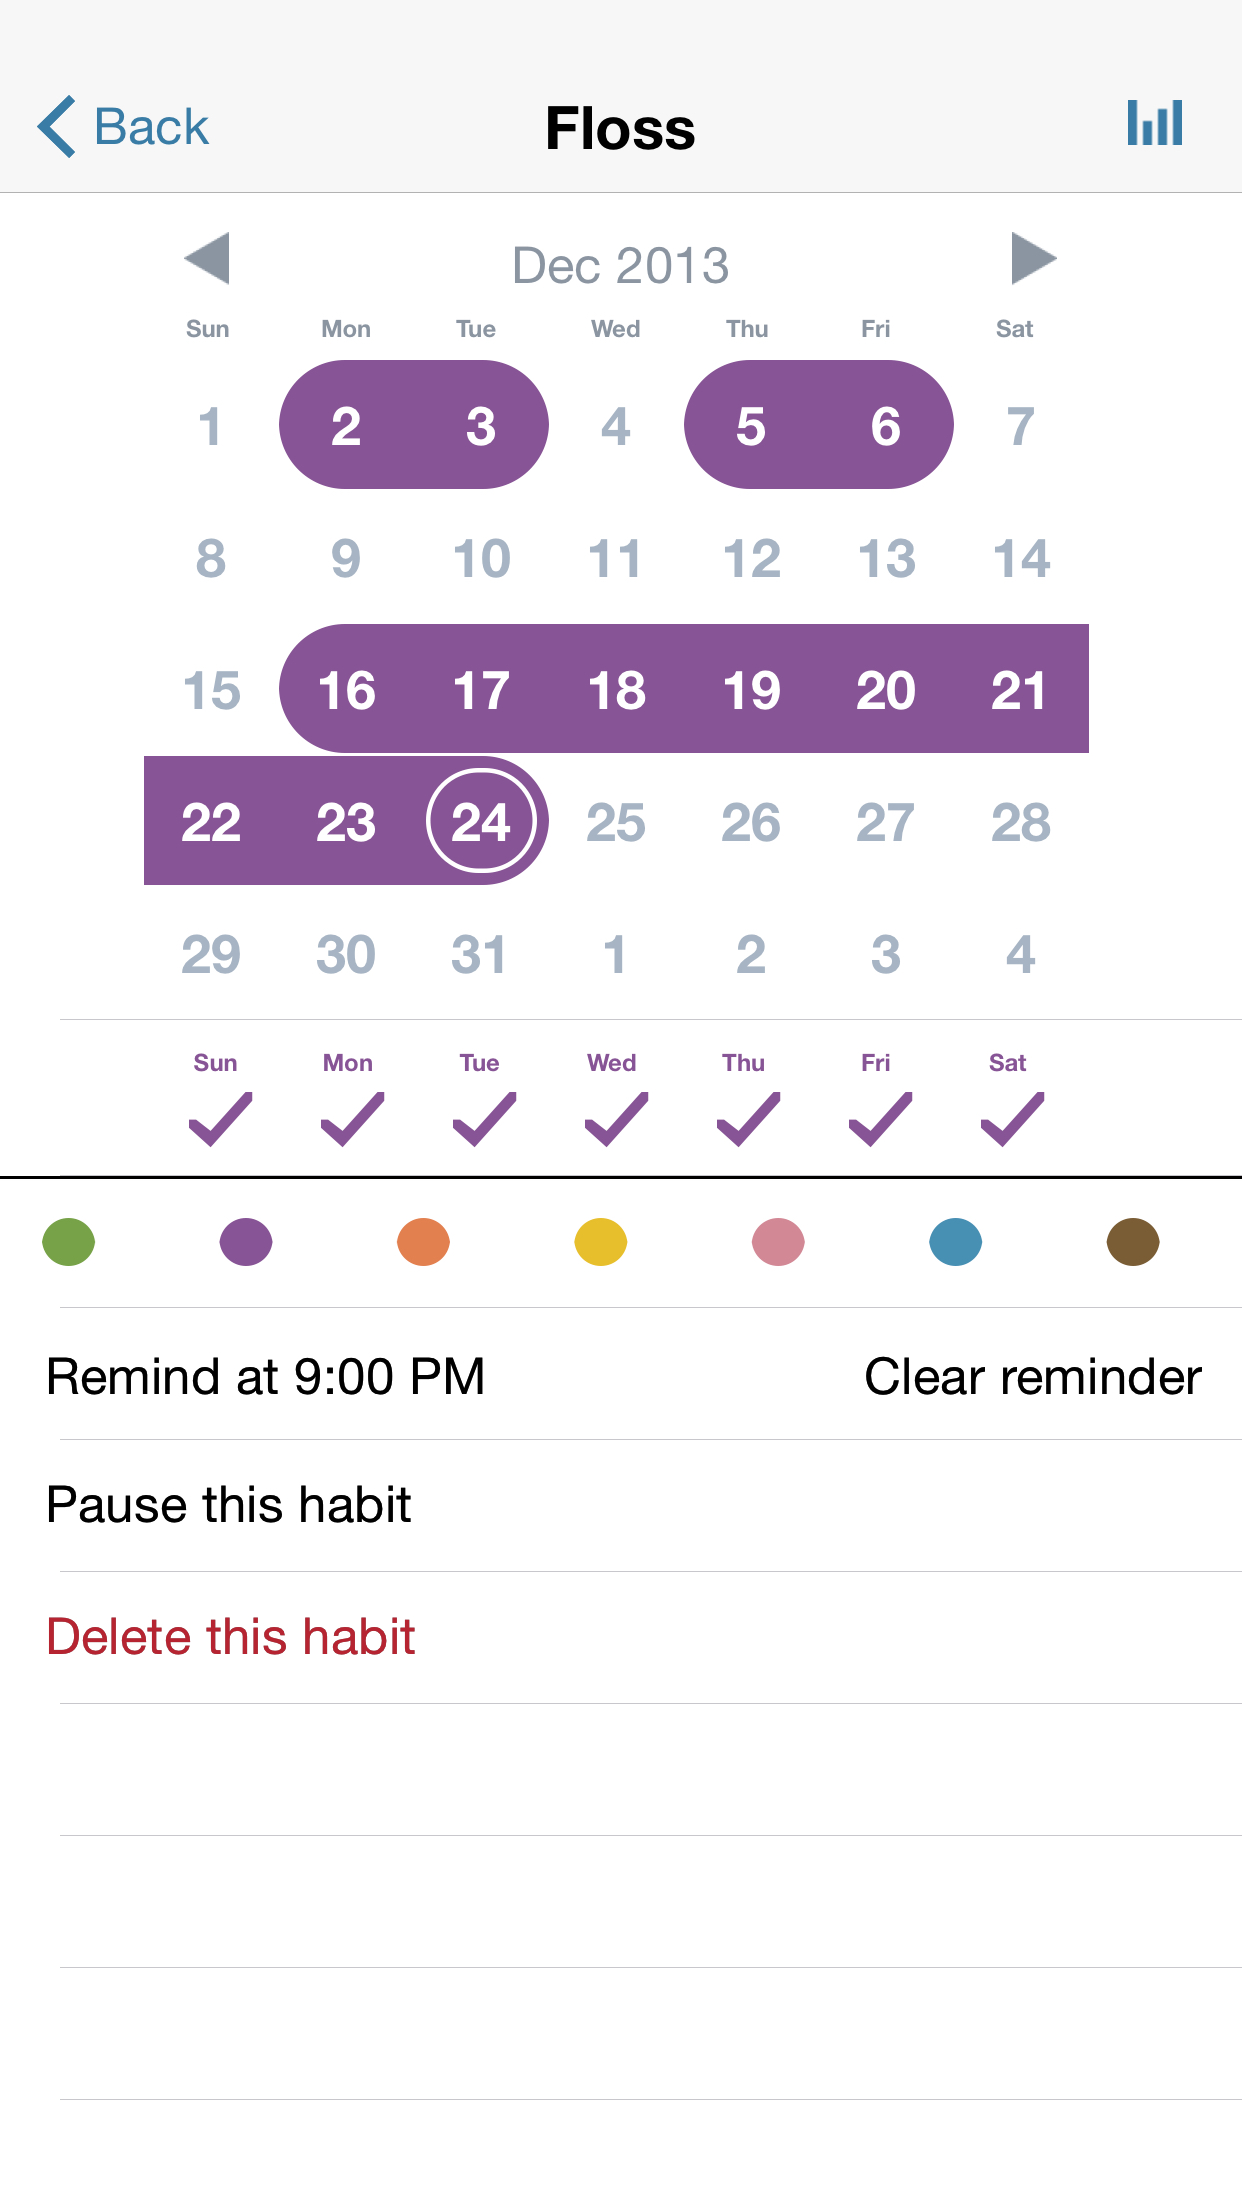 Back Floss
Dec 2013
Sun Mon Tue Wed Thu Fri Sat
1 2 3 4 5 6 7
8 9 10 11 12 13 14
15 16 17 18 19 20 21
22 23 24 25 26 27 28
29 30 31 1 2 3 4
Sun Mon Tue Wed Thu Fri Sat
Remind at 9:00 PM Clear reminder
Pause this habit
Delete this habit